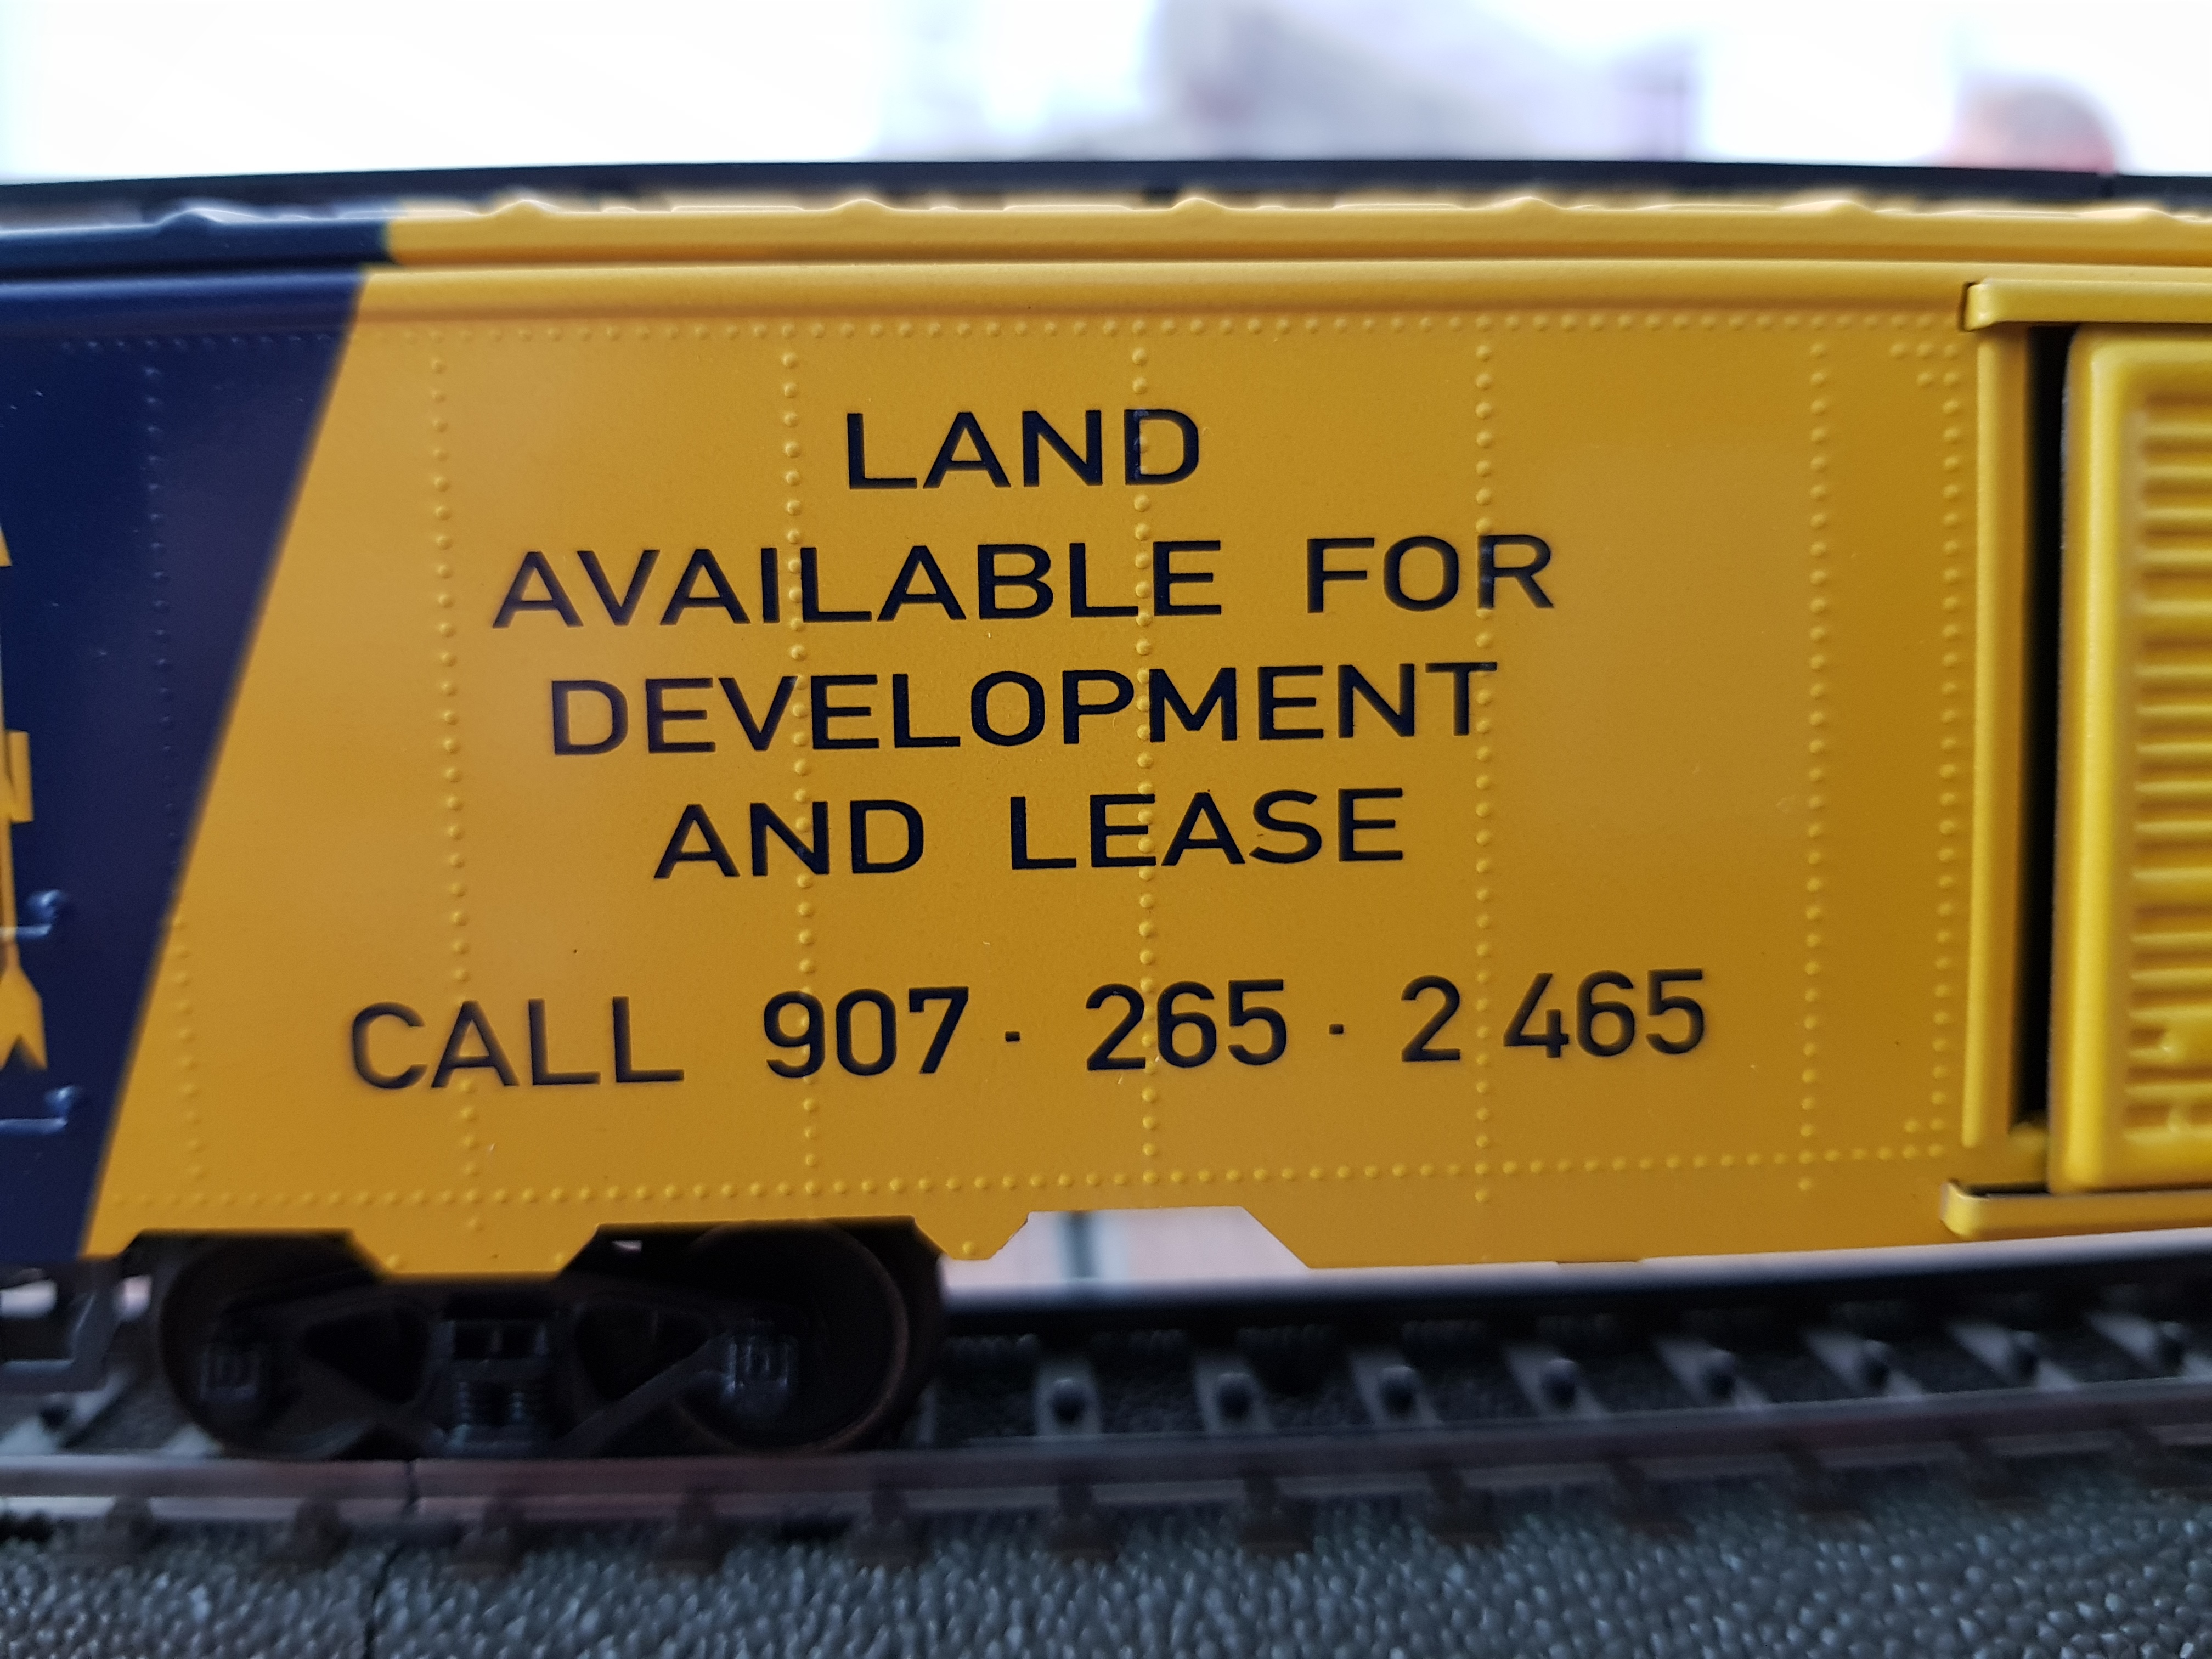 LAND
AVAILABLE FOR
DEVELOPMENT
AND LEASE
CALL 907 · 265 · 2 465